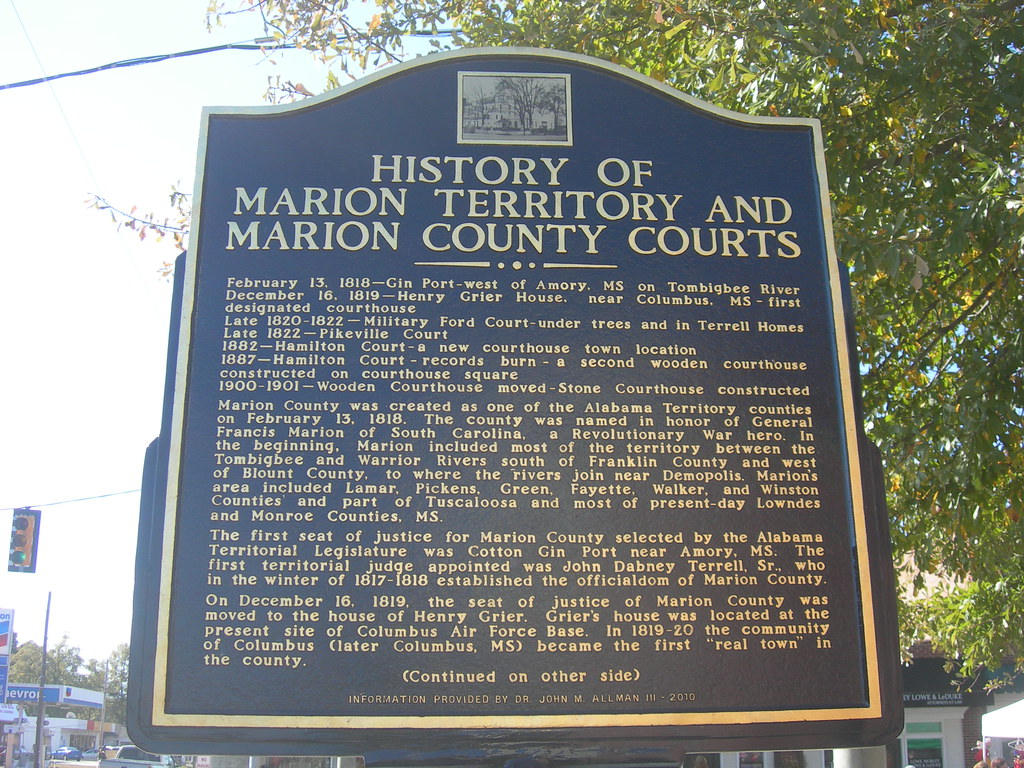 HISTORY OF
MARION TERRITORY AND
MARION COUNTY COURTS
February 13, 1818—Gin Port-west of Amory, MS on Tombigbee River
December 16, 1819—Henry Grier House, near Columbus, MS - first
designated courthouse
Late 1820-1822—Military Ford Court-under trees and in Terrell Homes
Late 1822—Pikeville Court
1882—Hamilton Court-a new courthouse town location
1887—Hamilton Court - records burn - a second wooden courthouse
constructed on courthouse square
1900-1901—Wooden Courthouse moved-Stone Courthouse constructed
Marion County was created as one of the Alabama Territory counties
on February 13, 1818. The county was named in honor of General
Francis Marion of South Carolina, a Revolutionary War hero. In
the beginning, Marion included most of the territory between the
Tombigbee and Warrior Rivers south of Franklin County and west
of Blount County, to where the rivers join near Demopolis. Marion's
area included Lamar, Pickens, Green, Fayette, Walker, and Winston
Counties and part of Tuscaloosa and most of present-day Lowndes
and Monroe Counties, MS.
The first seat of justice for Marion County selected by the Alabama
Territorial Legislature was Cotton Gin Port near Amory, MS. The
first territorial judge appointed was John Dabney Terrell, Sr., who
in the winter of 1817-1818 established the officialdom of Marion County.
On December 16, 1819, the seat of justice of Marion County was
moved to the house of Henry Grier. Grier's house was located at the
present site of Columbus Air Force Base. In 1819-20 the community
of Columbus (later Columbus, MS) became the first "real town" in
the county.
(Continued on other side)
INFORMATION PROVIDED BY DR. JOHN M. ALLMAN III - 2010
hevron
EY LOWE & LeDUKE